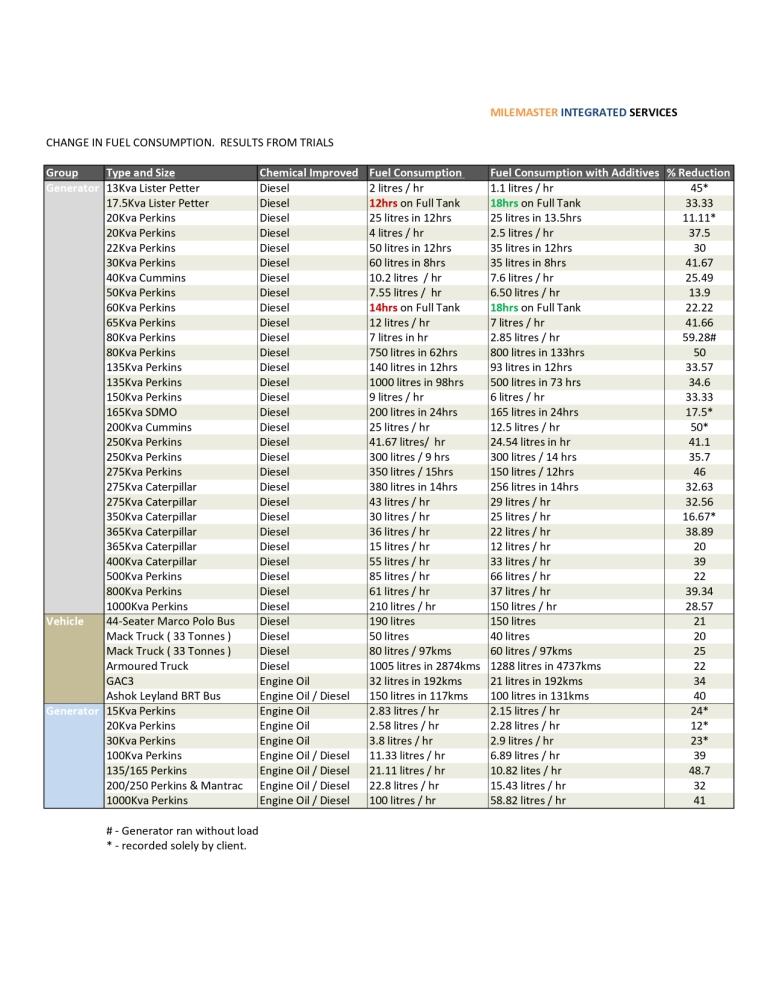 MILEMASTER INTEGRATED SERVICES
CHANGE IN FUEL CONSUMPTION. RESULTS FROM TRIALS
Group Type and Size Chemical Improved Fuel Consumption Fuel Consumption with Additives % Reduction
Generator 13Kva Lister Petter Diesel 2 litres / hr 1.1 litres / hr 45*
17.5Kva Lister Petter Diesel 12hrs on Full Tank 18hrs on Full Tank 33.33
20Kva Perkins Diesel 25 litres in 12hrs 25 litres in 13.5hrs 11.11*
20Kva Perkins Diesel 4 litres / hr 2.5 litres / hr 37.5
22Kva Perkins Diesel 50 litres in 12hrs 35 litres in 12hrs 30
30Kva Perkins Diesel 60 litres in 8hrs 35 litres in 8hrs 41.67
40Kva Cummins Diesel 10.2 litres / hr 7.6 litres / hr 25.49
50Kva Perkins Diesel 7.55 litres / hr 6.50 litres / hr 13.9
60Kva Perkins Diesel 14hrs on Full Tank 18hrs on Full Tank 22.22
65Kva Perkins Diesel 12 litres / hr 7 litres / hr 41.66
80Kva Perkins Diesel 7 litres in hr 2.85 litres / hr 59.28#
80Kva Perkins Diesel 750 litres in 62hrs 800 litres in 133hrs 50
135Kva Perkins Diesel 140 litres in 12hrs 93 litres in 12hrs 33.57
135Kva Perkins Diesel 1000 litres in 98hrs 500 litres in 73 hrs 34.6
150Kva Perkins Diesel 9 litres / hr 6 litres / hr 33.33
165Kva SDMO Diesel 200 litres in 24hrs 165 litres in 24hrs 17.5*
200Kva Cummins Diesel 25 litres / hr 12.5 litres / hr 50*
250Kva Perkins Diesel 41.67 litres/ hr 24.54 litres in hr 41.1
250Kva Perkins Diesel 300 litres / 9 hrs 300 litres / 14 hrs 35.7
275Kva Perkins Diesel 350 litres / 15hrs 150 litres / 12hrs 46
275Kva Caterpillar Diesel 380 litres in 14hrs 256 litres in 14hrs 32.63
275Kva Caterpillar Diesel 43 litres / hr 29 litres / hr 32.56
350Kva Caterpillar Diesel 30 litres / hr 25 litres / hr 16.67*
365Kva Caterpillar Diesel 36 litres / hr 22 litres / hr 38.89
365Kva Caterpillar Diesel 15 litres / hr 12 litres / hr 20
400Kva Caterpillar Diesel 55 litres / hr 33 litres / hr 39
500Kva Perkins Diesel 85 litres / hr 66 litres / hr 22
800Kva Perkins Diesel 61 litres / hr 37 litres / hr 39.34
1000Kva Perkins Diesel 210 litres / hr 150 litres / hr 28.57
Vehicle 44-Seater Marco Polo Bus Diesel 190 litres 150 litres 21
Mack Truck ( 33 Tonnes ) Diesel 50 litres 40 litres 20
Mack Truck ( 33 Tonnes ) Diesel 80 litres / 97kms 60 litres / 97kms 25
Armoured Truck Diesel 1005 litres in 2874kms 1288 litres in 4737kms 22
GAC3 Engine Oil 32 litres in 192kms 21 litres in 192kms 34
Ashok Leyland BRT Bus Engine Oil / Diesel 150 litres in 117kms 100 litres in 131kms 40
Generator 15Kva Perkins Engine Oil 2.83 litres / hr 2.15 litres / hr 24*
20Kva Perkins Engine Oil 2.58 litres / hr 2.28 litres / hr 12*
30Kva Perkins Engine Oil 3.8 litres / hr 2.9 litres / hr 23*
100Kva Perkins Engine Oil / Diesel 11.33 litres / hr 6.89 litres / hr 39
135/165 Perkins Engine Oil / Diesel 21.11 litres / hr 10.82 lites / hr 48.7
200/250 Perkins & Mantrac Engine Oil / Diesel 22.8 litres / hr 15.43 litres / hr 32
1000Kva Perkins Engine Oil / Diesel 100 litres / hr 58.82 litres / hr 41
# - Generator ran without load
* - recorded solely by client.